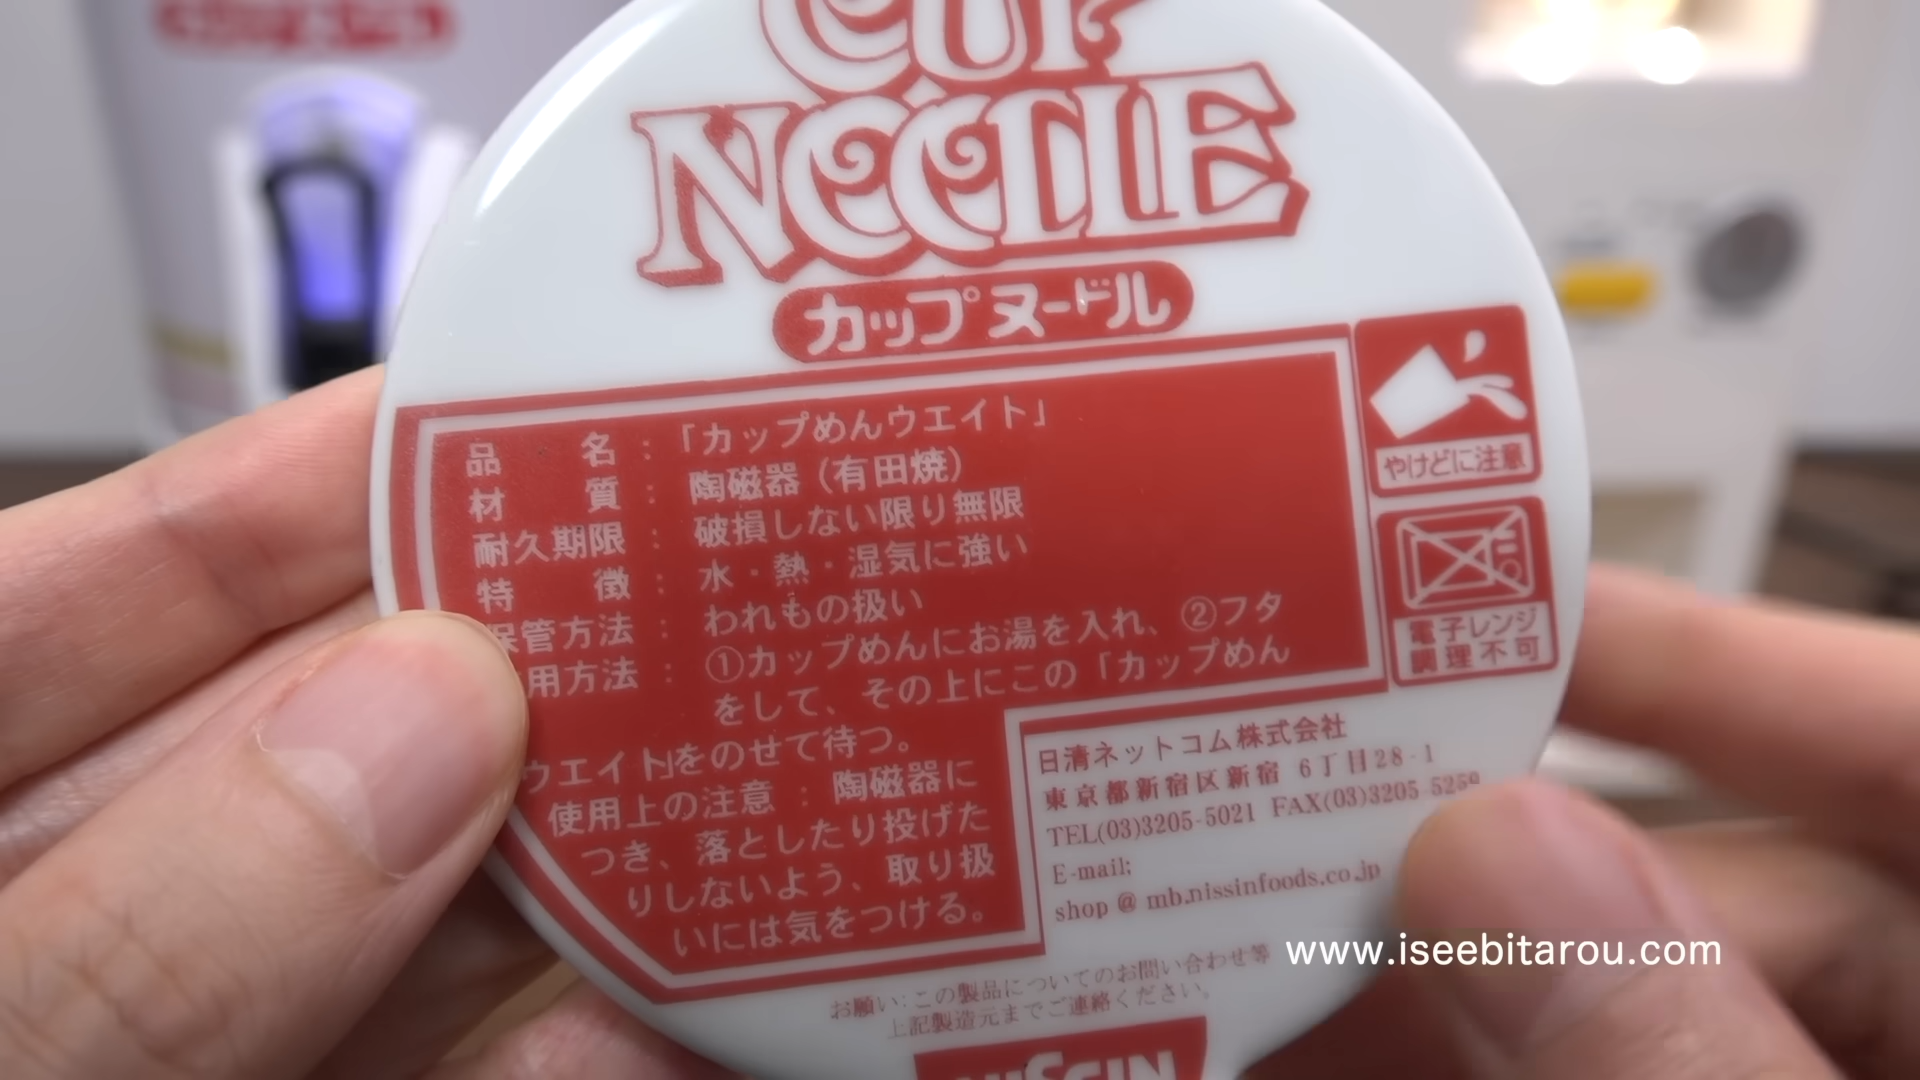 CUP
NOODLE
カップヌードル
品名：「カップめんウエイト」
材質：陶磁器（有田焼）
耐久期限：破損しない限り無限
特徴：水・熱・湿気に強い
保管方法：われもの扱い
用方法：①カップめんにお湯を入れ、②フタ
をして、その上にこの「カップめん
ウエイト」をのせて待つ。
使用上の注意：陶磁器に
つき、落としたり投げた
りしないよう、取り扱
いには気をつける。
やけどに注意
電子レンジ
調理不可
日清ネットコム株式会社
東京都新宿区新宿 6丁目28-1
TEL(03)3205-5021 FAX(03)3205-5259
E-mail;
shop @ mb.nissinfoods.co.jp
お願い：この製品についてのお問い合わせ等
上記製造元までご連絡ください。
NISSIN
www.iseebitarou.com